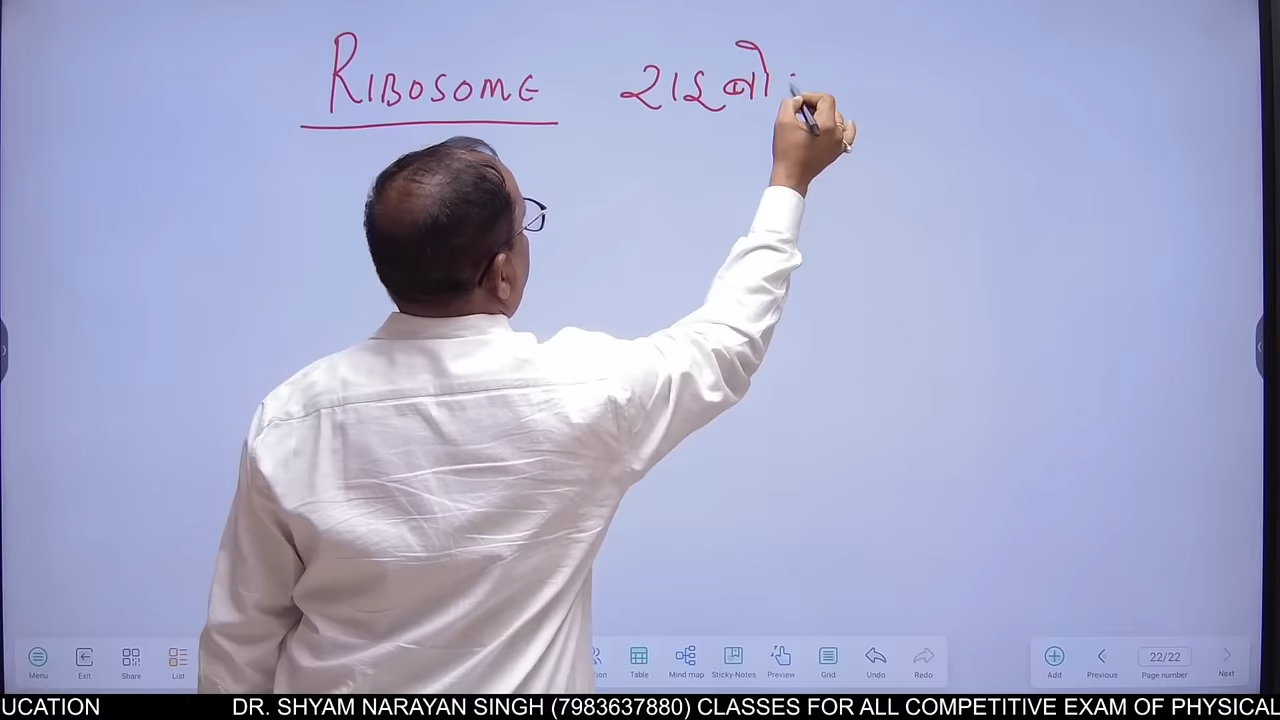 RIBOSOME राइबो
Menu Exit Share List Table Mind map Sticky-Notes Preview Grid Undo Redo Add Previous 22/22 Page number Next
UCATION DR. SHYAM NARAYAN SINGH (7983637880) CLASSES FOR ALL COMPETITIVE EXAM OF PHYSICAL